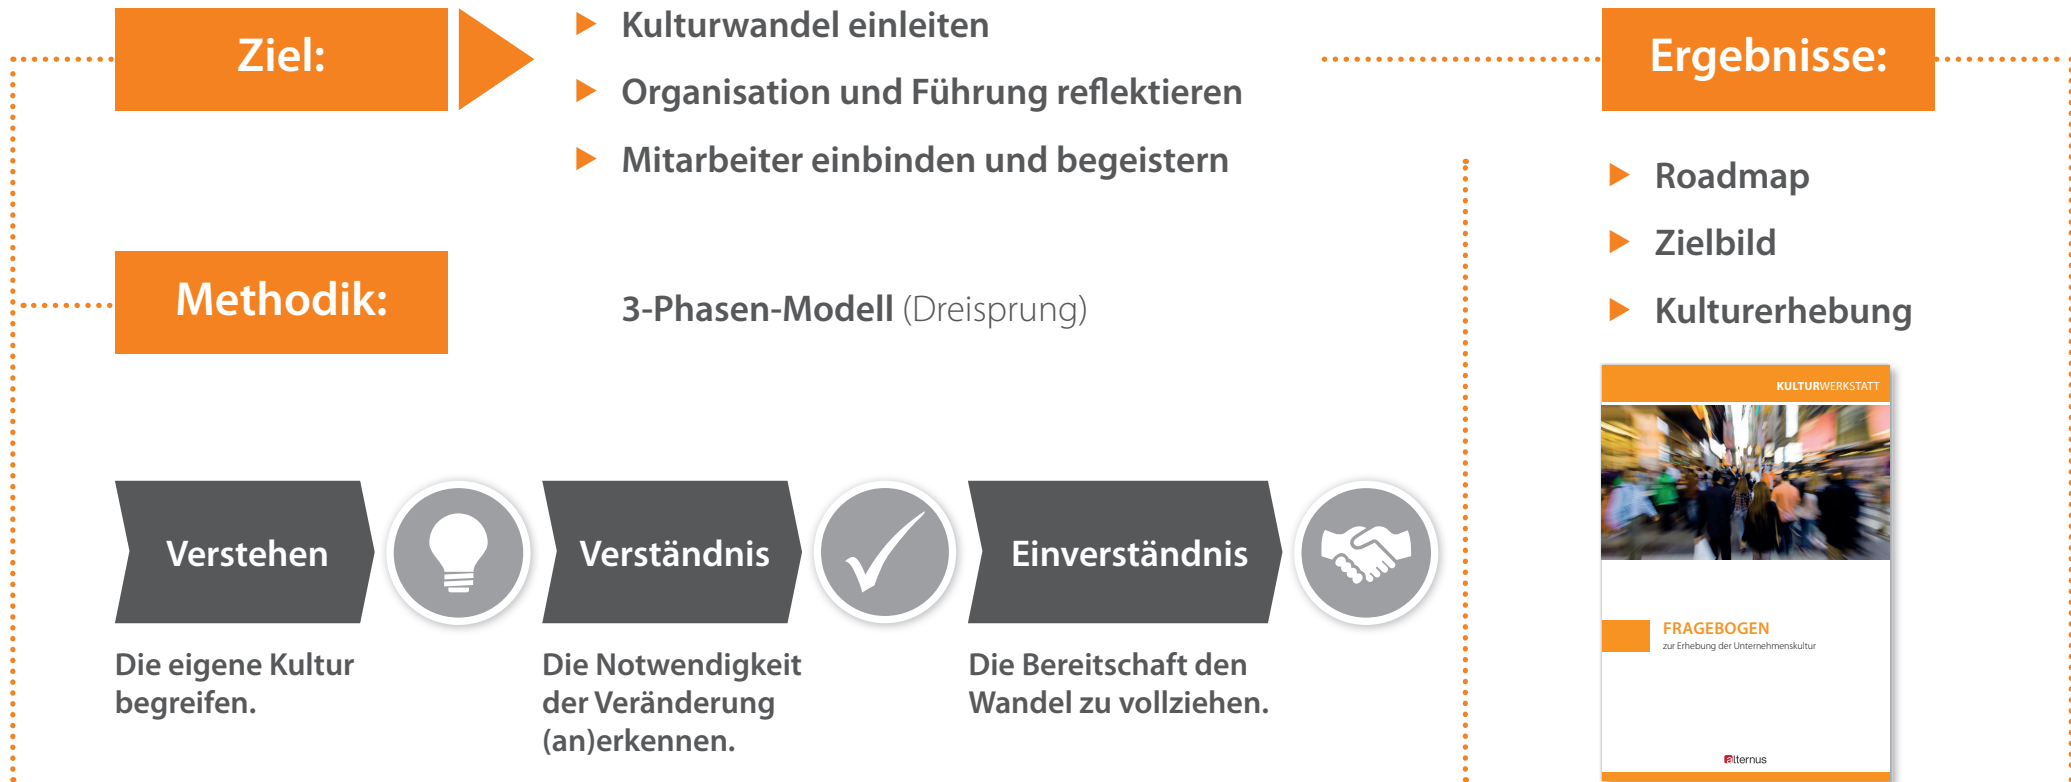 Ziel:
Kulturwandel einleiten
Organisation und Führung reflektieren
Mitarbeiter einbinden und begeistern
Methodik:
3-Phasen-Modell (Dreisprung)
Verstehen
Die eigene Kultur
begreifen.
Verständnis
Die Notwendigkeit
der Veränderung
(an)erkennen.
Einverständnis
Die Bereitschaft den
Wandel zu vollziehen.
Ergebnisse:
Roadmap
Zielbild
Kulturerhebung
KULTURWERKSTATT
FRAGEBOGEN
zur Erhebung der Unternehmenskultur
alternus